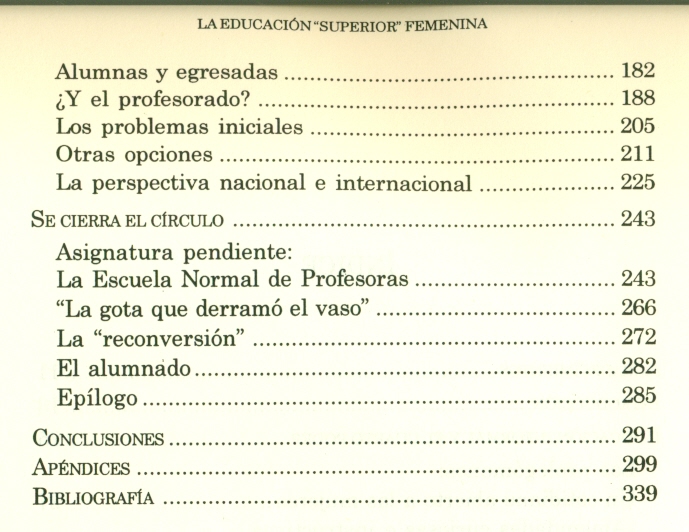 LA EDUCACIÓN "SUPERIOR" FEMENINA
Alumnas y egresadas ................................................ 182
¿Y el profesorado? .................................................... 188
Los problemas iniciales ............................................ 205
Otras opciones .......................................................... 211
La perspectiva nacional e internacional .................... 225
SE CIERRA EL CÍRCULO ...................................................... 243
Asignatura pendiente:
La Escuela Normal de Profesoras ............................. 243
"La gota que derramó el vaso" ................................... 266
La "reconversión" ..................................................... 272
El alumnado .............................................................. 282
Epílogo ..................................................................... 285
CONCLUSIONES ................................................................ 291
APÉNDICES ..................................................................... 299
BIBLIOGRAFÍA ................................................................. 339